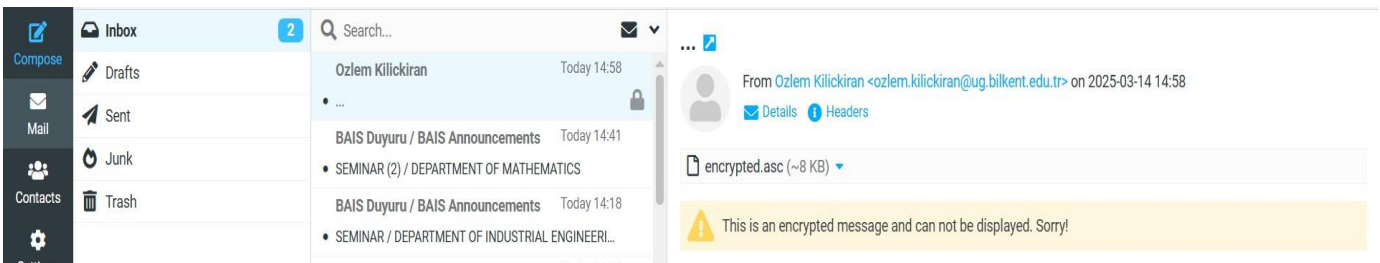 Compose
Mail
Contacts
Inbox
2
Drafts
Sent
Junk
Trash
Search...
Ozlem Kilickiran Today 14:58
• ...
BAIS Duyuru / BAIS Announcements Today 14:41
• SEMINAR (2) / DEPARTMENT OF MATHEMATICS
BAIS Duyuru / BAIS Announcements Today 14:18
• SEMINAR / DEPARTMENT OF INDUSTRIAL ENGINEERI...
...
From Ozlem Kilickiran <ozlem.kilickiran@ug.bilkent.edu.tr> on 2025-03-14 14:58
Details Headers
encrypted.asc (~8 KB)
This is an encrypted message and can not be displayed. Sorry!